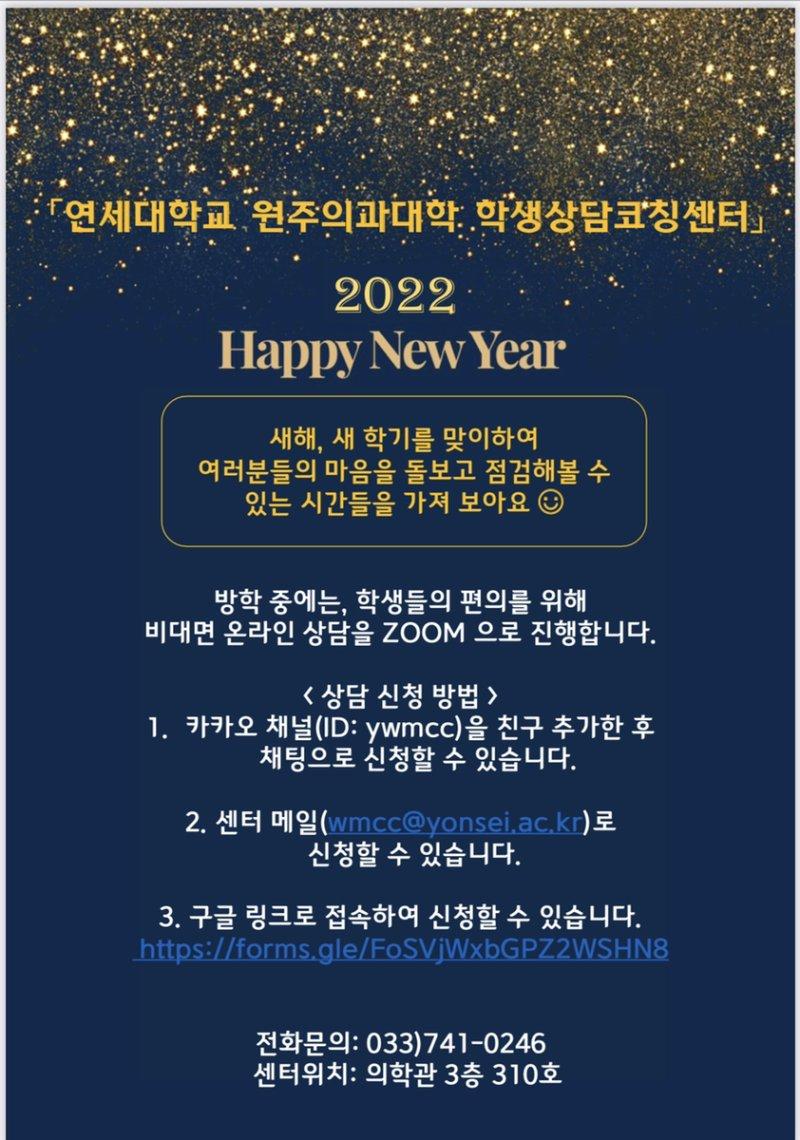 「연세대학교 원주의과대학 학생상담코칭센터」
2022
Happy New Year
새해, 새 학기를 맞이하여
여러분들의 마음을 돌보고 점검해볼 수
있는 시간들을 가져 보아요 ☺
방학 중에는, 학생들의 편의를 위해
비대면 온라인 상담을 ZOOM 으로 진행합니다.
< 상담 신청 방법 >
1. 카카오 채널(ID: ywmcc)을 친구 추가한 후
채팅으로 신청할 수 있습니다.
2. 센터 메일(wmcc@yonsei.ac.kr)로
신청할 수 있습니다.
3. 구글 링크로 접속하여 신청할 수 있습니다.
https://forms.gle/FoSVjWxbGPZ2WSHN8
전화문의: 033)741-0246
센터위치: 의학관 3층 310호